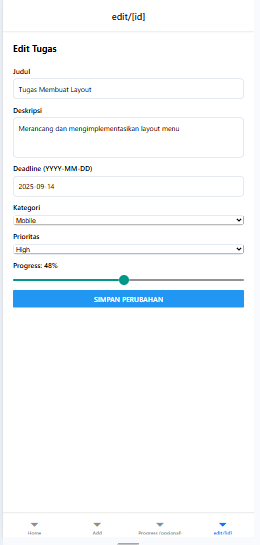 edit/[id]
Edit Tugas
Judul
Tugas Membuat Layout
Deskripsi
Merancang dan mengimplementasikan layout menu
Deadline (YYYY-MM-DD)
2025-09-14
Kategori
Mobile
Prioritas
High
Progress: 48%
SIMPAN PERUBAHAN
Home Add Progress (opsional) edit/[id]